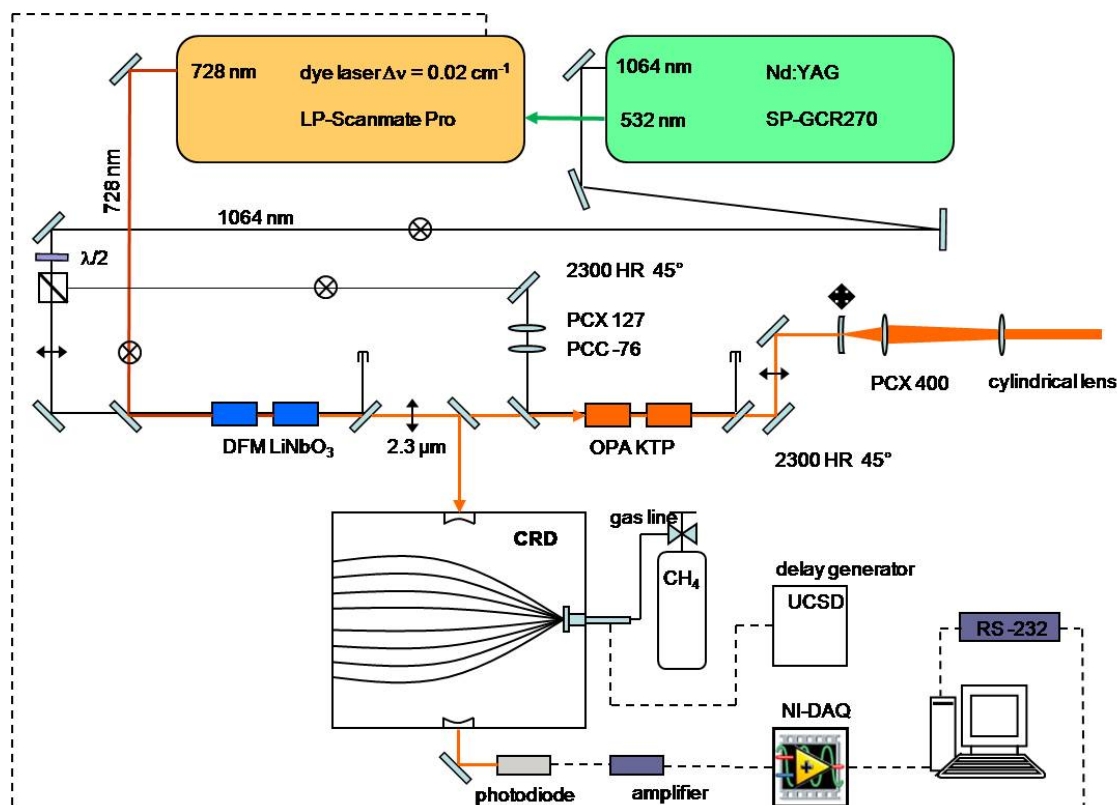 728 nm
dye laser Δν = 0.02 cm⁻¹
LP-Scanmate Pro
1064 nm
Nd:YAG
532 nm
SP-GCR270
728 nm
1064 nm
λ/2
2300 HR 45°
PCX 127
PCC -76
PCX 400
cylindrical lens
DFM LiNbO₃
2.3 µm
OPA KTP
2300 HR 45°
CRD
gas line
CH₄
delay generator
UCSD
RS -232
NI-DAQ
photodiode
amplifier